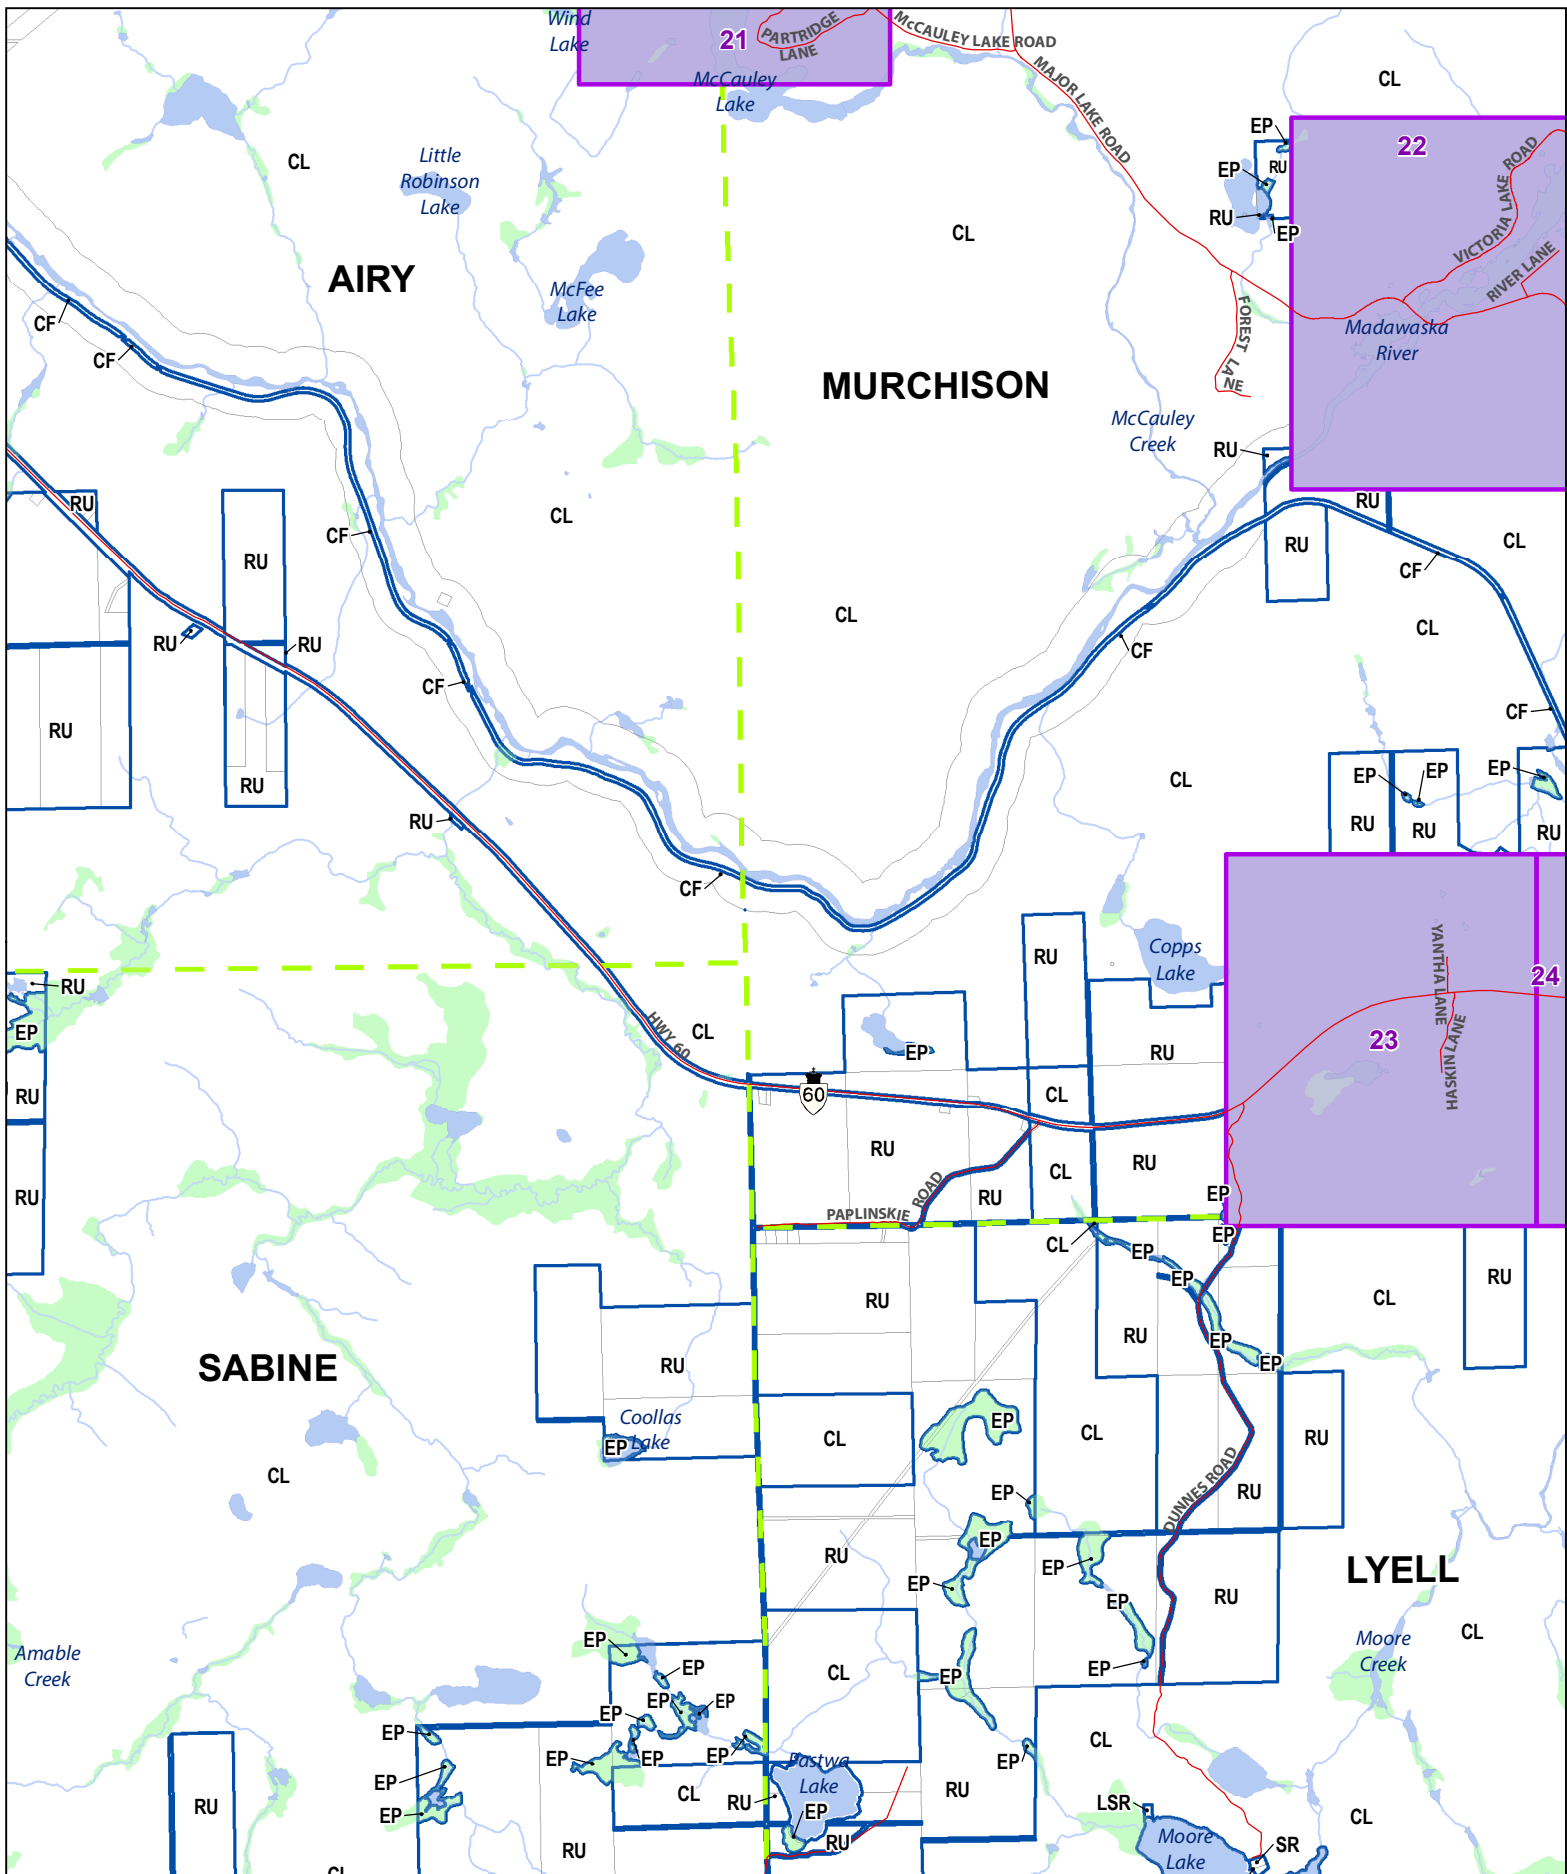 Wind
Lake
21
PARTRIDGE
LANE
McCAULEY LAKE ROAD
McCauley
Lake
MAJOR LAKE ROAD
CL
EP
22
CL
Little
Robinson
Lake
EP
RU
VICTORIA LAKE ROAD
RU
EP
CL
AIRY
RIVER LANE
McFee
Lake
CF
CF
FOREST LANE
Madawaska
River
MURCHISON
McCauley
Creek
RU
RU
RU
CL
CF
RU
RU
CL
CF
CL
CL
RU
RU
CF
CF
CF
RU
RU
CL
EP
EP
EP
RU
RU
RU
RU
CF
YANTHA LANE
RU
Copps
Lake
24
RU
EP
HWY 60
CL
EP
RU
23
HASKIN LANE
RU
60
CL
RU
CL
RU
RU
RU
EP
PAPLINSKIE ROAD
EP
CL
EP
EP
RU
RU
CL
RU
EP
EP
SABINE
RU
Coollas
Lake
EP
EP
CL
CL
RU
CL
DUNNES ROAD
RU
EP
EP
RU
EP
EP
LYELL
EP
RU
Amable
Creek
EP
EP
CL
EP
EP
Moore
Creek
CL
EP
EP
EP
EP
EP
EP
EP
CL
EP
Pastwa
Lake
EP
EP
EP
CL
RU
EP
RU
RU
LSR
CL
RU
RU
Moore
Lake
SR
CL